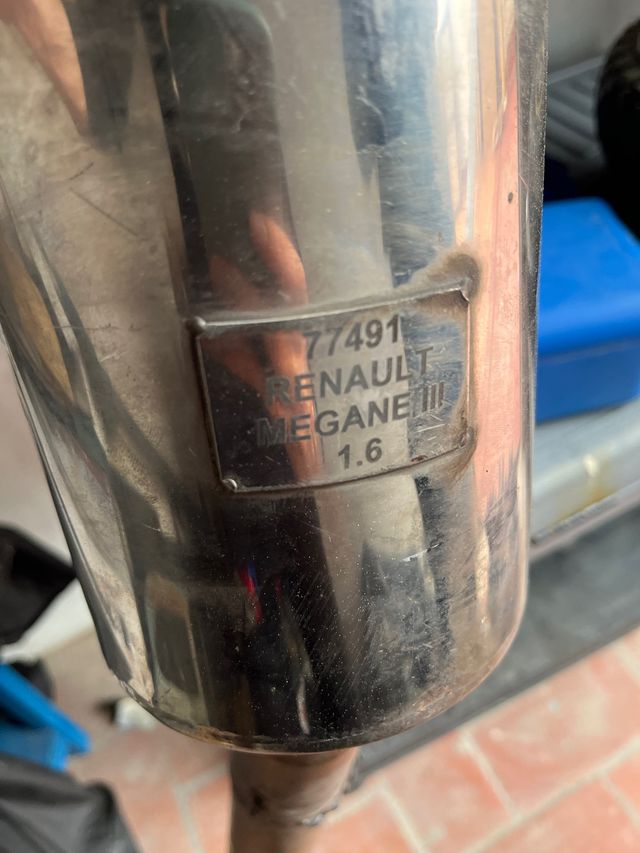 77491
RENAULT
MEGANE III
1.6